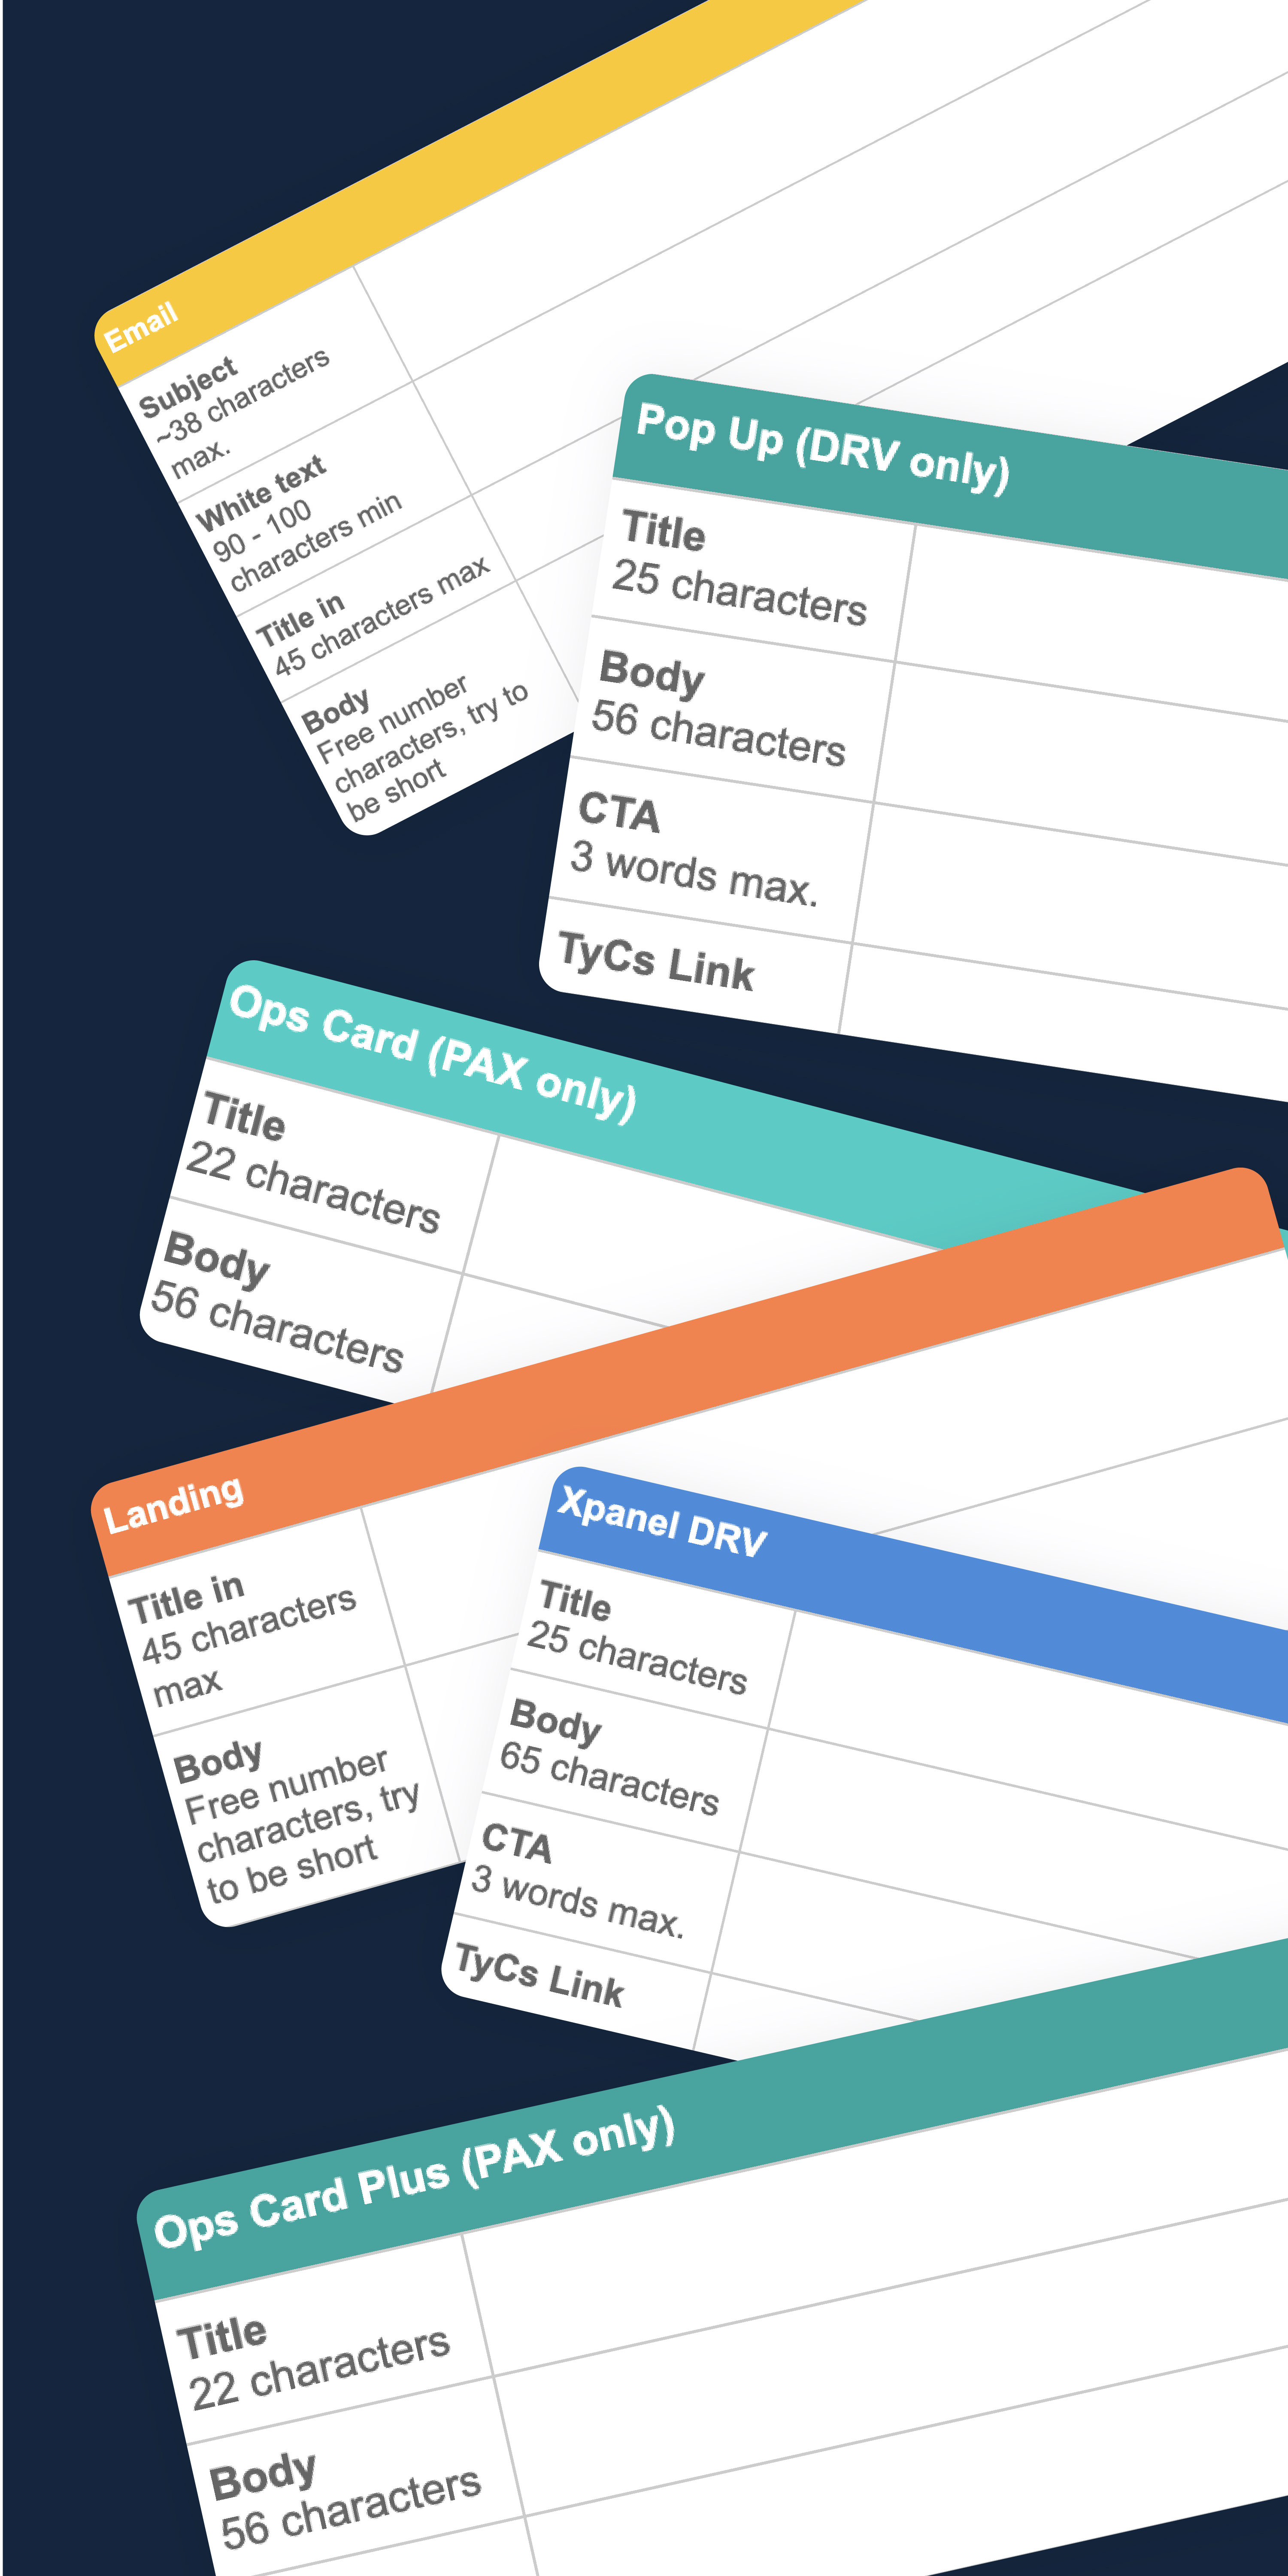 Email
Subject
~38 characters
max.
White text
90 - 100
characters min
Title in
45 characters max
Body
Free number
characters, try to
be short
Pop Up (DRV only)
Title
25 characters
Body
56 characters
CTA
3 words max.
TyCs Link
Ops Card (PAX only)
Title
22 characters
Body
56 characters
Landing
Title in
45 characters
max
Body
Free number
characters, try
to be short
Xpanel DRV
Title
25 characters
Body
65 characters
CTA
3 words max.
TyCs Link
Ops Card Plus (PAX only)
Title
22 characters
Body
56 characters